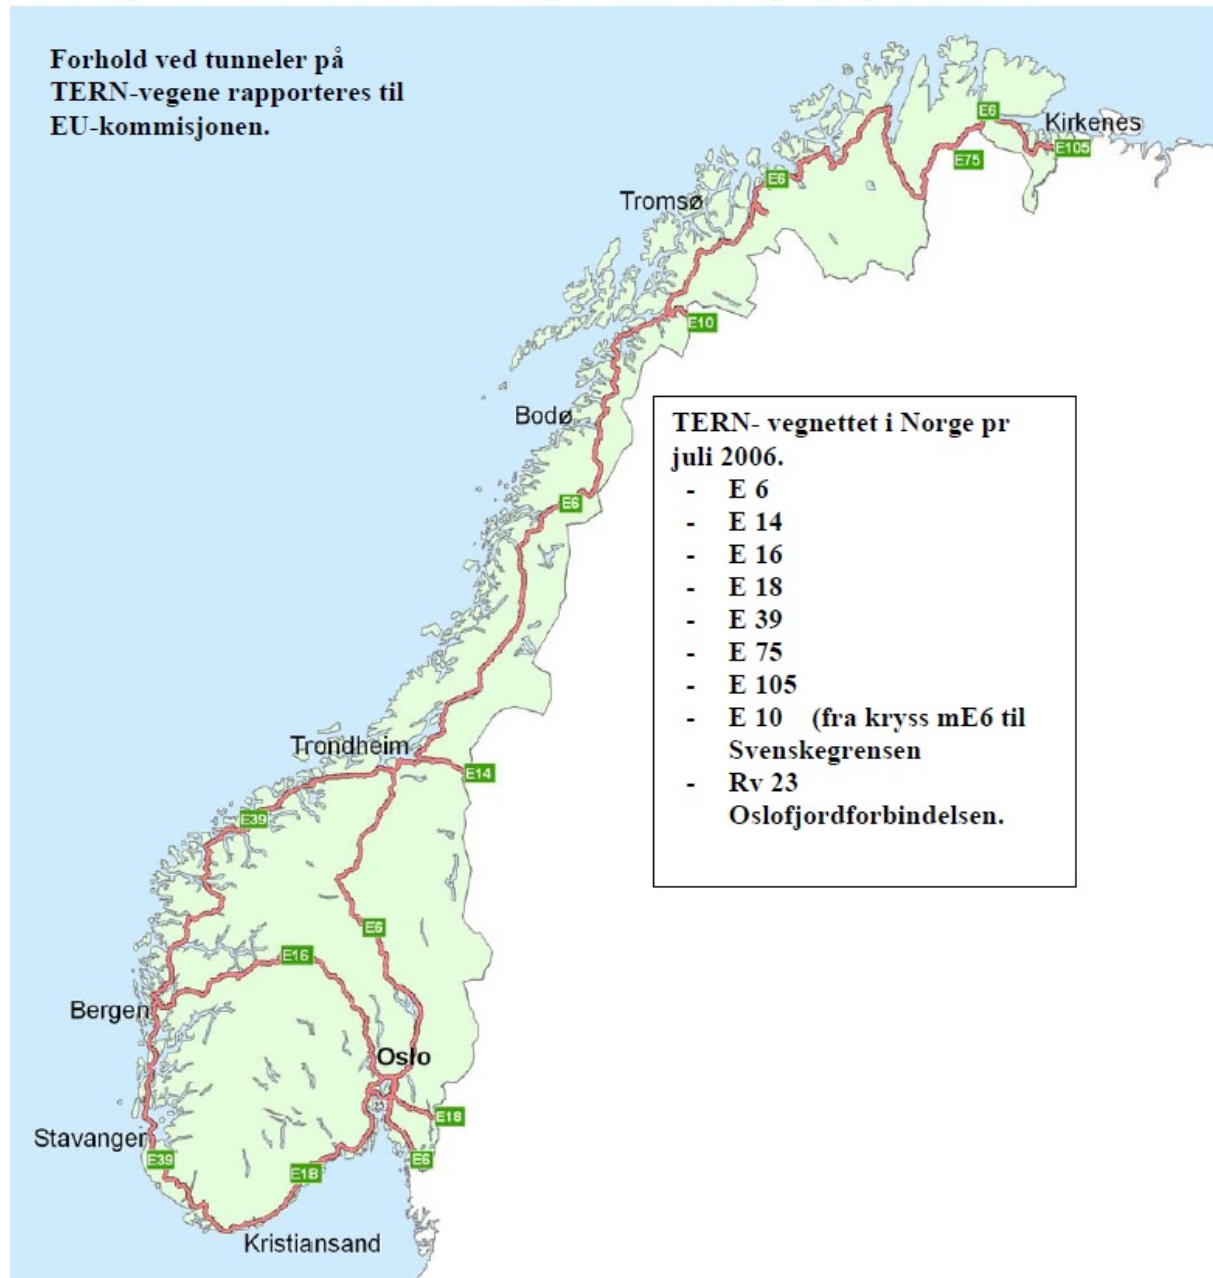 Forhold ved tunneler på
TERN-vegene rapporteres til
EU-kommisjonen.
E6
Kirkenes
E105
E75
E6
Tromsø
E10
Bodø
E6
TERN- vegnettet i Norge pr
juli 2006.
- E 6
- E 14
- E 16
- E 18
- E 39
- E 75
- E 105
- E 10 (fra kryss mE6 til
Svenskegrensen
- Rv 23
Oslofjordforbindelsen.
Trondheim
E14
E39
E6
E16
Bergen
Oslo
23
E18
Stavanger
E39
E6
E18
Kristiansand